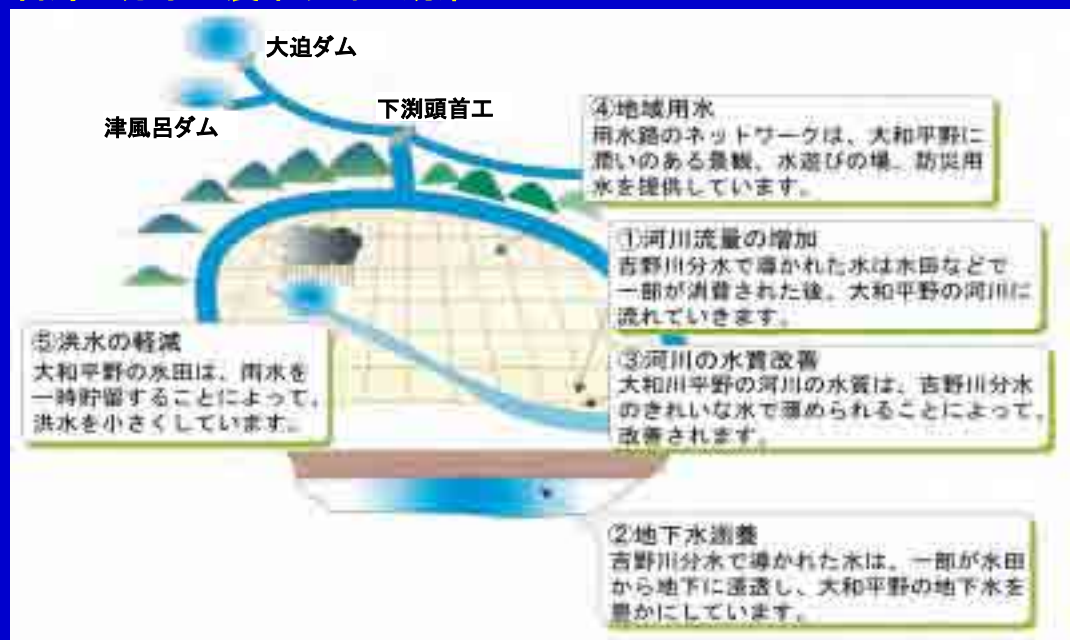 大迫ダム
津風呂ダム
下渕頭首工
④地域用水
用水路のネットワークは、大和平野に
潤いのある景観、水遊びの場、防災用
水を提供しています。
①河川流量の増加
吉野川分水で導かれた水は水田などで
一部が消費された後、大和平野の河川に
流れていきます。
⑤洪水の軽減
大和平野の水田は、雨水を
一時貯留することによって、
洪水を小さくしています。
③河川の水質改善
大和川平野の河川の水質は、吉野川分水
のきれいな水で薄められることによって、
改善されます。
②地下水涵養
吉野川分水で導かれた水は、一部が水田
から地下に浸透し、大和平野の地下水を
豊かにしています。